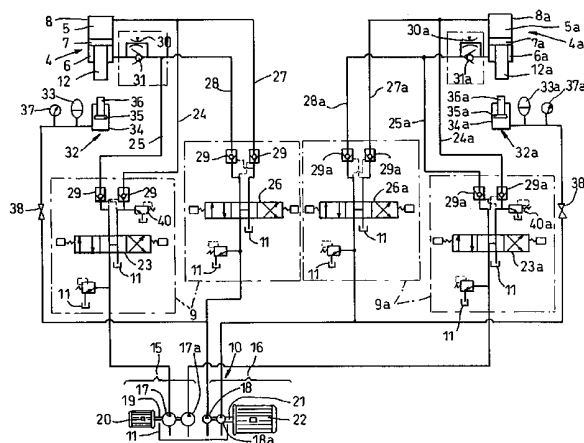 8 5 7 4 6 12 30 31 30a 31a 8a 5a 4a 7a 6a 12a
37 33 36 35 34 32 28 27 24 25 28a 27a 25a 24a 36a 35a 34a 32a 33a 37a
38 29 29 29 29 29a 29a 29a 29a 38
40 26 26a 40a
11 11
23 11 11 23a
11 11 11 11
9 9a
15 17 17a 10 16 18
20 19 11 18a 21 22